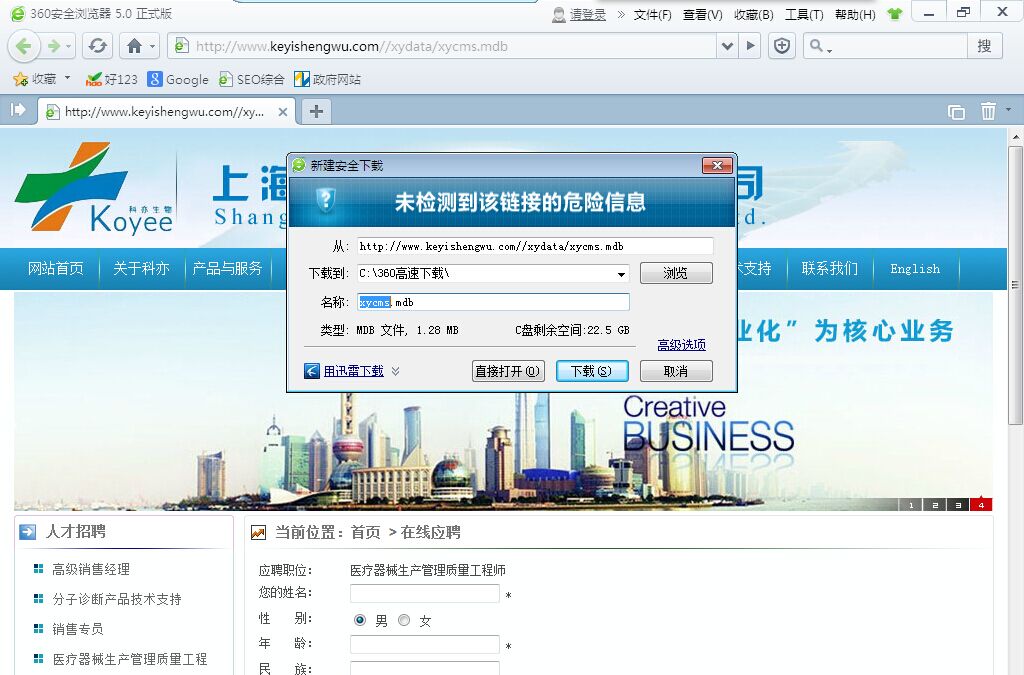 360安全浏览器 5.0 正式版
请登录 » 文件(F) 查看(V) 收藏(B) 工具(T) 帮助(H)
http://www.keyishengwu.com//xydata/xycms.mdb
搜
收藏 好123 Google SEO综合 政府网站
http://www.keyishengwu.com//xy...
科亦生物
Koyee
上海
司
Shang
td.
网站首页 关于科亦 产品与服务 术支持 联系我们 English
新建安全下载
未检测到该链接的危险信息
从: http://www.keyishengwu.com//xydata/xycms.mdb
下载到: C:\360高速下载\ 浏览
名称: xycms.mdb
类型: MDB 文件, 1.28 MB C盘剩余空间:22.5 GB
高级选项
用迅雷下载 直接打开(O) 下载(S) 取消
业化”为核心业务
Creative
BUSINESS
1 2 3 4
人才招聘
高级销售经理
分子诊断产品技术支持
销售专员
医疗器械生产管理质量工程
当前位置：首页 > 在线应聘
应聘职位： 医疗器械生产管理质量工程师
您的姓名： *
性 别： 男 女
年 龄： *
民 族：